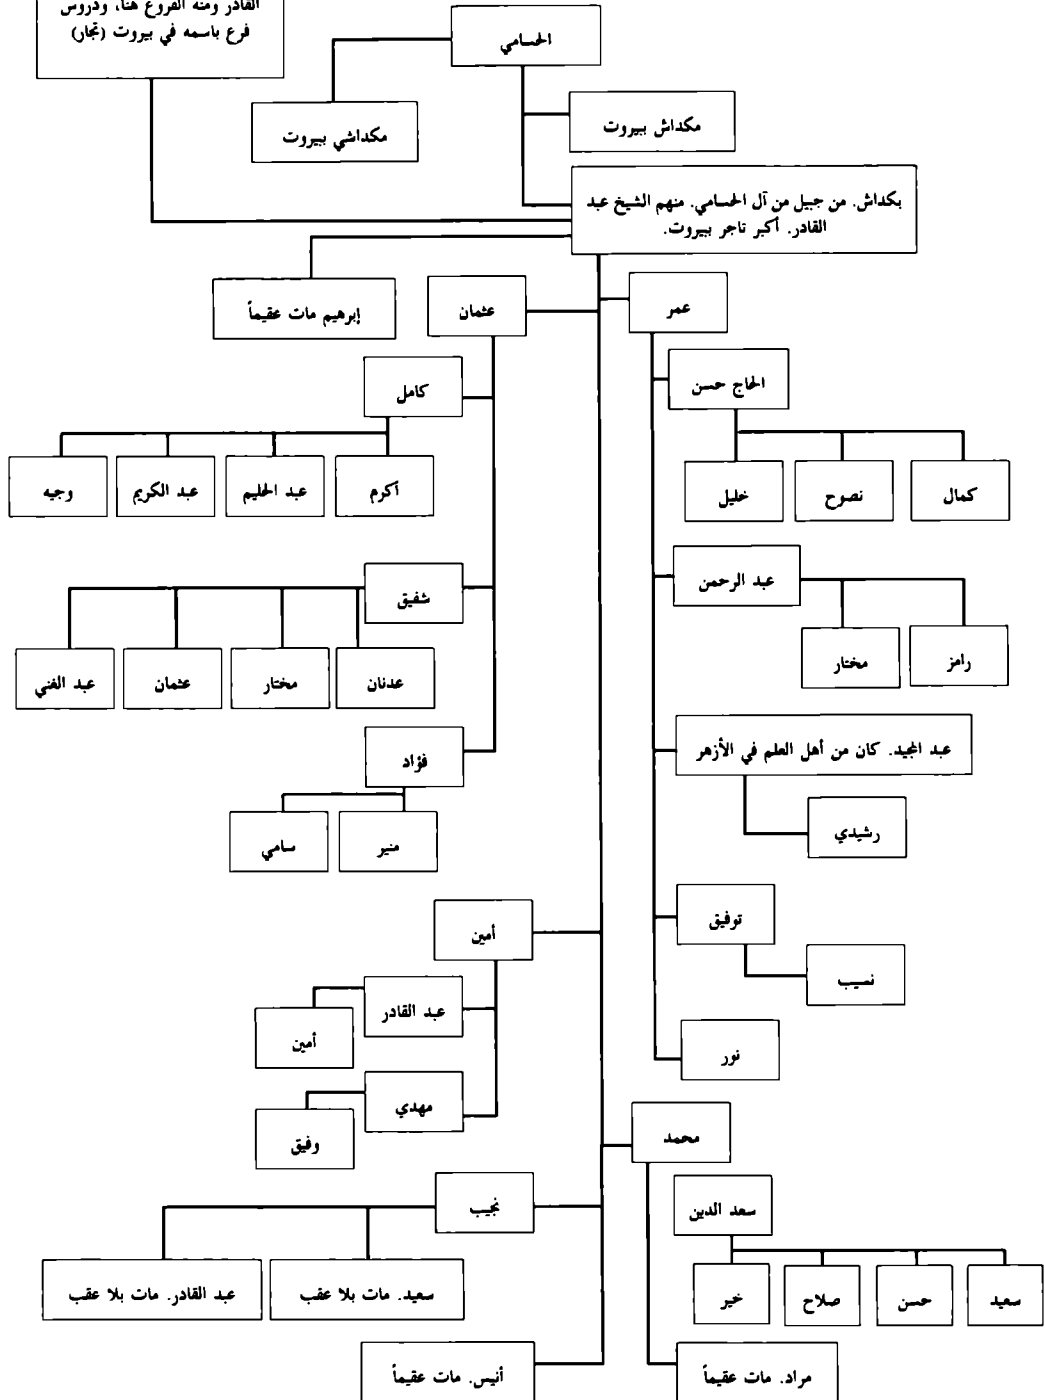 القادر ومنه الفروع هنا، ودروس
فرع باسمه في بيروت (تجار)
الحسامي
مكداشي ببيروت
مكداش ببيروت
بكداش. من جبيل من آل الحسامي. منهم الشيخ عبد
القادر. أكبر تاجر ببيروت.
إبرهيم مات عقيماً
عثمان
عمر
كامل
الحاج حسن
أكرم
عبد الحليم
عبد الكريم
وجيه
كمال
نصوح
خليل
شفيق
عبد الرحمن
عدنان
مختار
عثمان
عبد الغني
رامز
مختار
فؤاد
عبد المجيد. كان من أهل العلم في الأزهر
منير
سامي
رشيدي
أمين
توفيق
عبد القادر
نسيب
أمين
نور
مهدي
وفيق
محمد
نجيب
سعد الدين
سعيد. مات بلا عقب
عبد القادر. مات بلا عقب
سعيد
حسن
صلاح
خير
أنيس. مات عقيماً
مراد. مات عقيماً